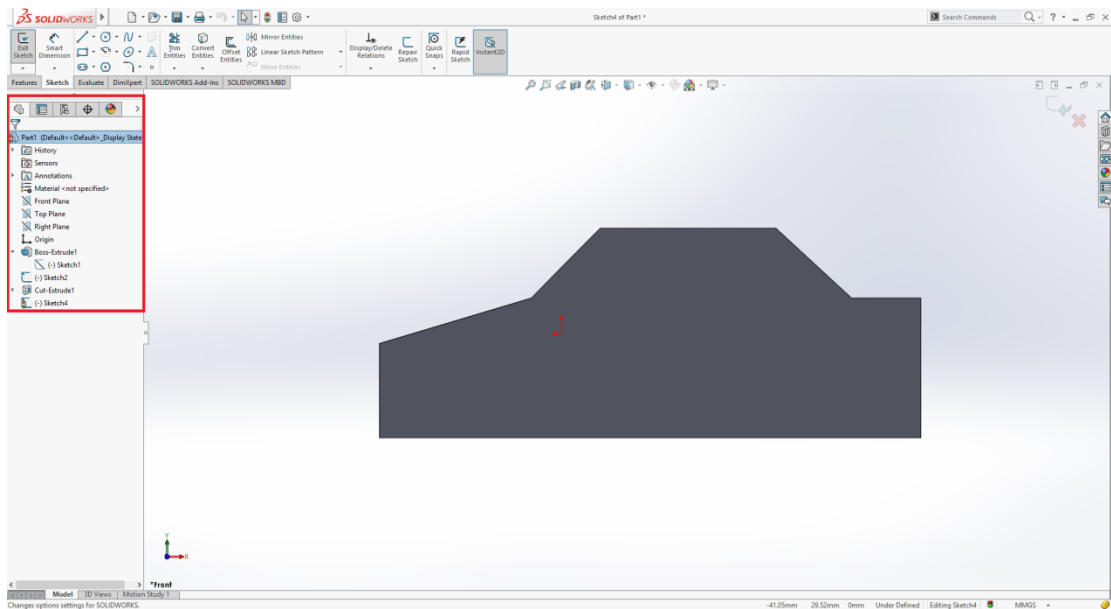 SOLIDWORKS
Sketch4 of Part1 *
Search Commands
Exit Sketch
Smart Dimension
Trim Entities
Convert Entities
Offset Entities
Mirror Entities
Linear Sketch Pattern
Move Entities
Display/Delete Relations
Repair Sketch
Quick Snaps
Rapid Sketch
Instant2D
Features Sketch Evaluate DimXpert SOLIDWORKS Add-Ins SOLIDWORKS MBD
Part1 (Default<<Default>_Display State
History
Sensors
Annotations
Material <not specified>
Front Plane
Top Plane
Right Plane
Origin
Boss-Extrude1
(-) Sketch1
(-) Sketch2
Cut-Extrude1
(-) Sketch4
Y
X
*Front
Model 3D Views Motion Study 1
Changes options settings for SOLIDWORKS.
-41.05mm 29.52mm 0mm Under Defined Editing Sketch4 MMGS